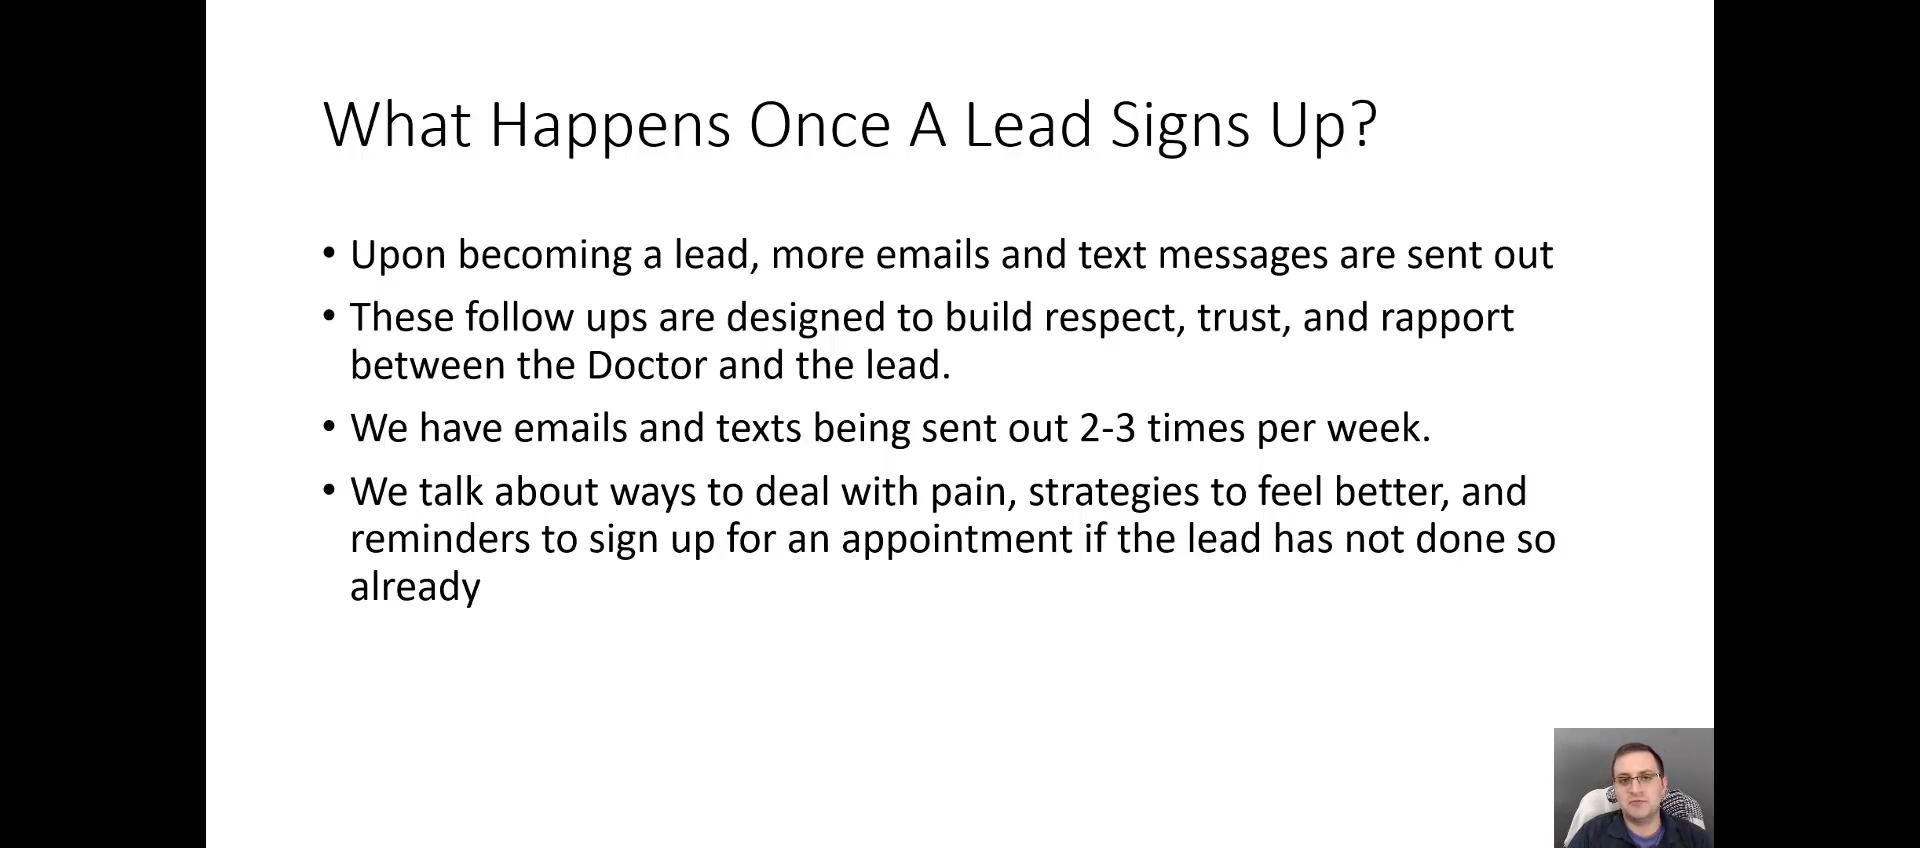 What Happens Once A Lead Signs Up?
• Upon becoming a lead, more emails and text messages are sent out
• These follow ups are designed to build respect, trust, and rapport
between the Doctor and the lead.
• We have emails and texts being sent out 2-3 times per week.
• We talk about ways to deal with pain, strategies to feel better, and
reminders to sign up for an appointment if the lead has not done so
already